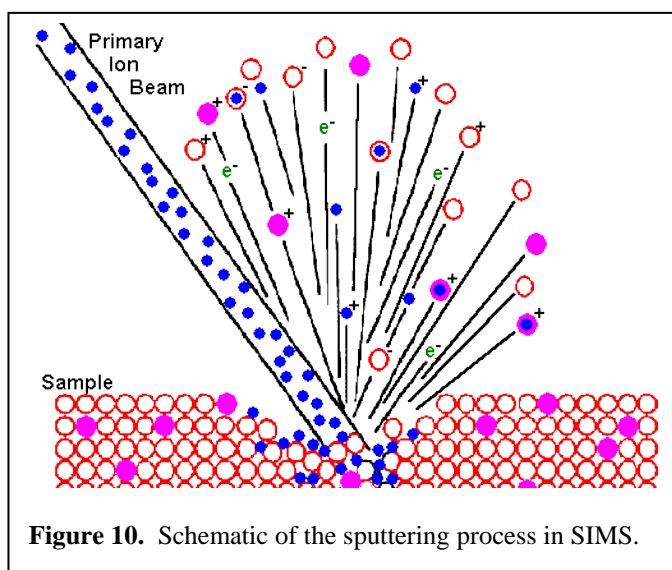 Primary
Ion
Beam
e-
e-
e-
e-
Sample
Figure 10. Schematic of the sputtering process in SIMS.